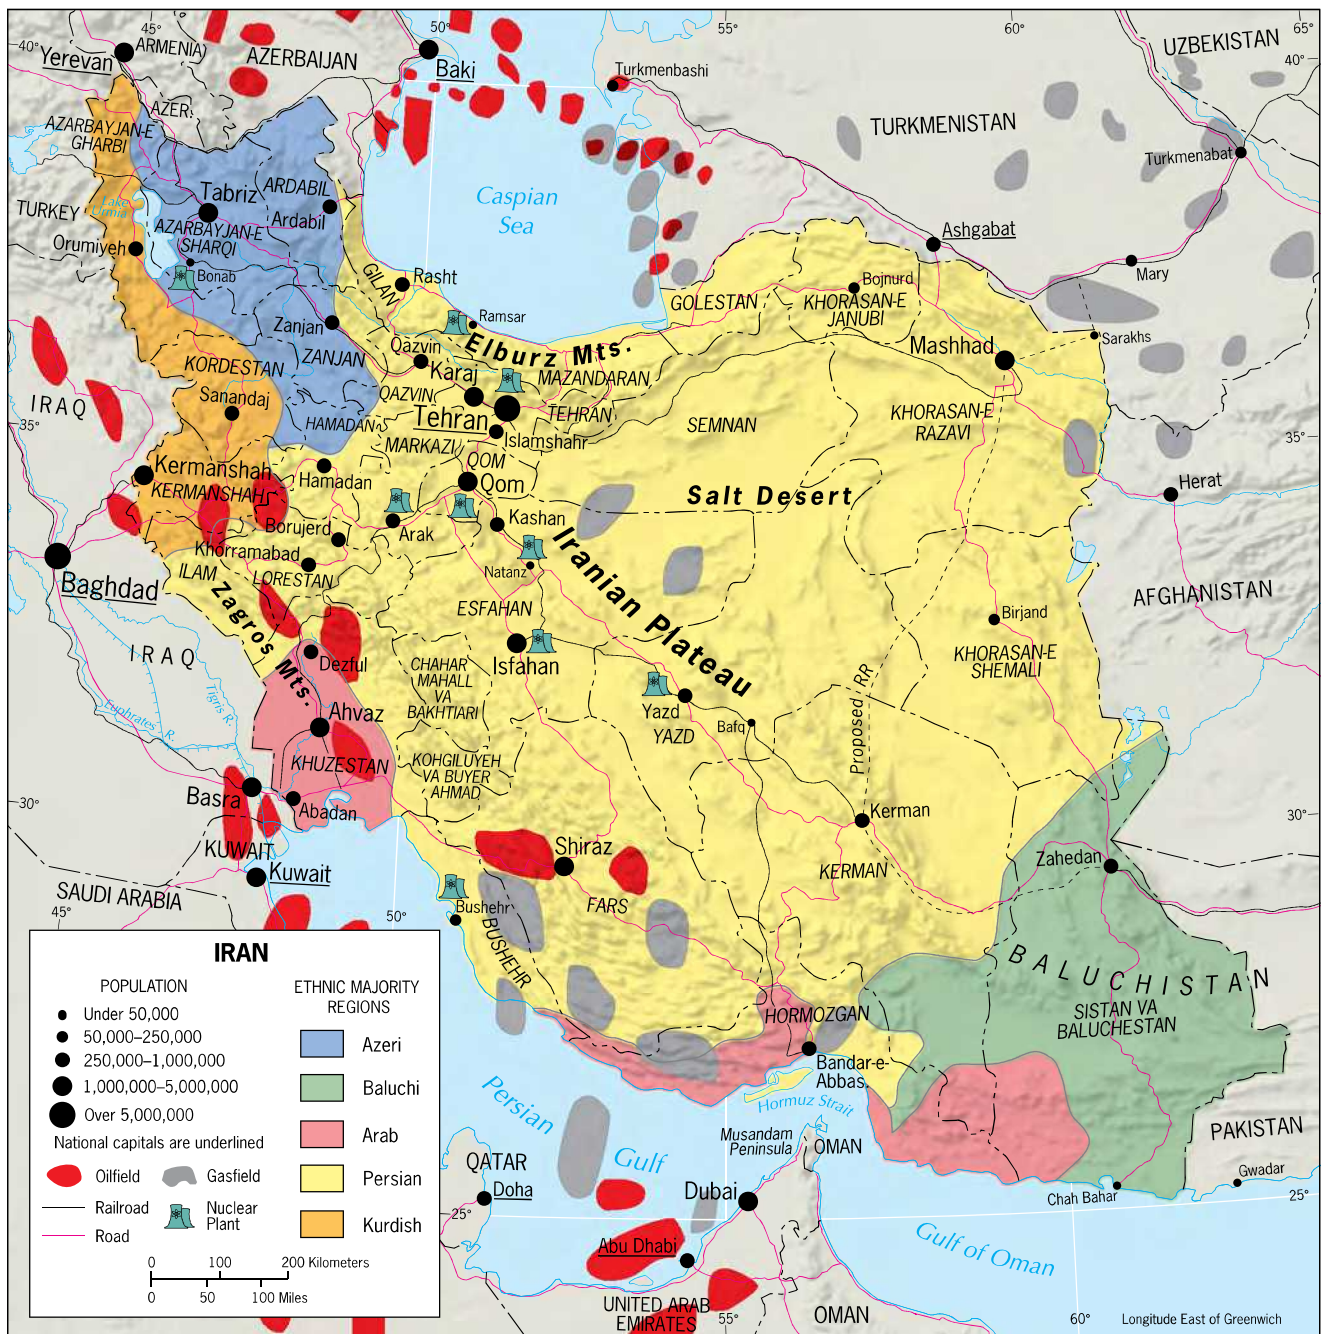 45°
50°
55°
60°
65°
40°
40°
Yerevan
ARMENIA
AZERBAIJAN
Baki
Turkmenbashi
UZBEKISTAN
AZER.
AZARBAYJAN-E
GHARBI
TURKMENISTAN
Turkmenabat
Caspian
Sea
Tabriz
ARDABIL
Ardabil
TURKEY
Lake
Urmia
AZARBAYJAN-E
SHARQI
Orumiyeh
Bonab
Ashgabat
Mary
GILAN
Rasht
GOLESTAN
Bojnurd
KHORASAN-E
JANUBI
Ramsar
Sarakhs
Zanjan
ZANJAN
Qazvin
Elburz Mts.
Mashhad
KORDESTAN
Karaj
MAZANDARAN
Sanandaj
QAZVIN
IRAQ
Tehran
TEHRAN
SEMNAN
KHORASAN-E
RAZAVI
HAMADAN
35°
35°
MARKAZI
Islamshahr
QOM
Kermanshah
Hamadan
Qom
Herat
KERMANSHAH
Salt Desert
Borujerd
Arak
Kashan
Khorramabad
Iranian Plateau
Baghdad
ILAM
LORESTAN
Natanz
AFGHANISTAN
Zagros Mts.
ESFAHAN
Birjand
IRAQ
Isfahan
Dezful
CHAHAR
MAHALL
VA
BAKHTIARI
KHORASAN-E
SHEMALI
Tigris R.
Euphrates R.
Ahvaz
Yazd
YAZD
Bafq
Proposed RR
KHUZESTAN
KOHGILUYEH
VA BUYER
AHMAD
Basra
Abadan
30°
30°
Kerman
KUWAIT
Kuwait
Shiraz
KERMAN
Zahedan
SAUDI ARABIA
45°
50°
Bushehr
BUSHEHR
FARS
BALUCHISTAN
SISTAN VA
BALUCHESTAN
HORMOZGAN
Bandar-e-
Abbas
Hormuz Strait
Persian
Gulf
Musandam
Peninsula
OMAN
PAKISTAN
QATAR
Doha
Dubai
Chah Bahar
Gwadar
25°
25°
Abu Dhabi
Gulf of Oman
UNITED ARAB
EMIRATES
55°
OMAN
60°
Longitude East of Greenwich
IRAN
POPULATION
Under 50,000
50,000–250,000
250,000–1,000,000
1,000,000–5,000,000
Over 5,000,000
National capitals are underlined
Oilfield
Gasfield
Railroad
Nuclear
Plant
Road
0 100 200 Kilometers
0 50 100 Miles
ETHNIC MAJORITY
REGIONS
Azeri
Baluchi
Arab
Persian
Kurdish